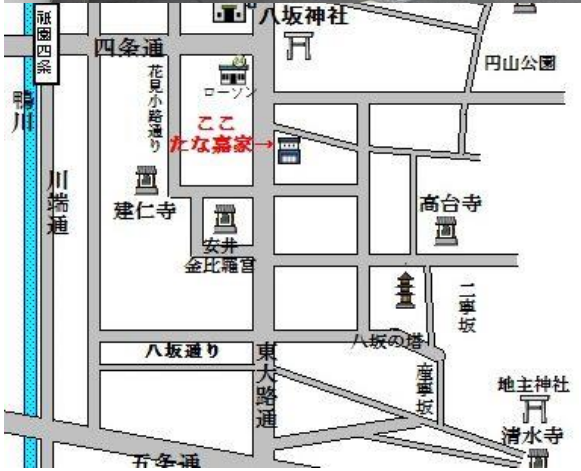 八坂神社
祇園四条
四条通
円山公園
花見小路通り
ローソン
鴨川
ここ
たな嘉家→
川端通
建仁寺
高台寺
安井
金比羅宮
二寧坂
八坂の塔
八坂通り
東大路通
産寧坂
地主神社
清水寺
五条通